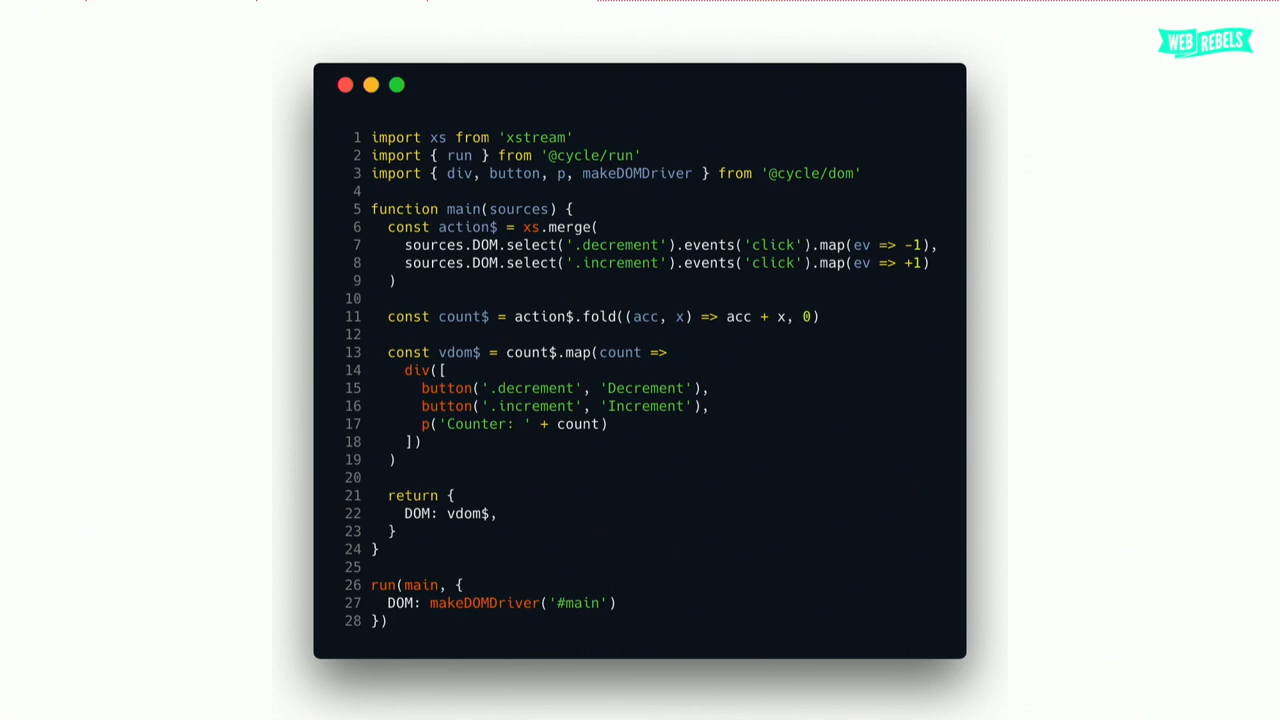 WEB REBELS
1 import xs from 'xstream'
2 import { run } from '@cycle/run'
3 import { div, button, p, makeDOMDriver } from '@cycle/dom'
4
5 function main(sources) {
6   const action$ = xs.merge(
7     sources.DOM.select('.decrement').events('click').map(ev => -1),
8     sources.DOM.select('.increment').events('click').map(ev => +1)
9   )
10
11   const count$ = action$.fold((acc, x) => acc + x, 0)
12
13   const vdom$ = count$.map(count =>
14     div([
15       button('.decrement', 'Decrement'),
16       button('.increment', 'Increment'),
17       p('Counter: ' + count)
18     ])
19   )
20
21   return {
22     DOM: vdom$,
23   }
24 }
25
26 run(main, {
27   DOM: makeDOMDriver('#main')
28 })